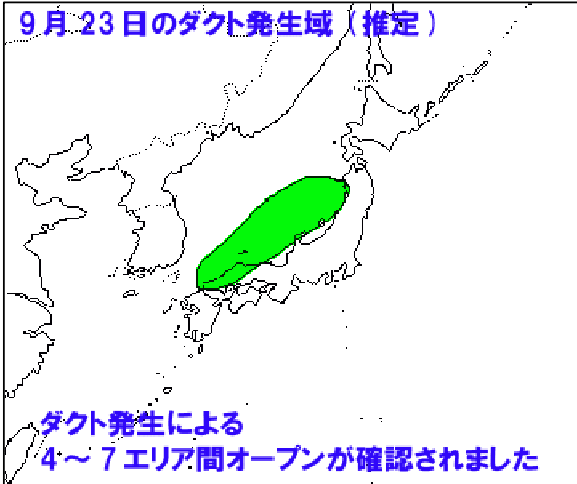 9月23日のダクト発生域(推定)
ダクト発生による
4～7エリア間オープンが確認されました